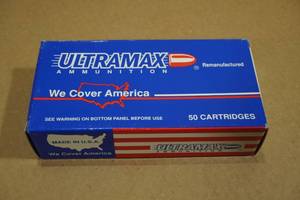 ULTRAMAX
AMMUNITION
Remanufactured
We Cover America
SEE WARNING ON BOTTOM PANEL BEFORE USE
50 CARTRIDGES
MADE IN U.S.A.
We Cover America
ULTRAMAX